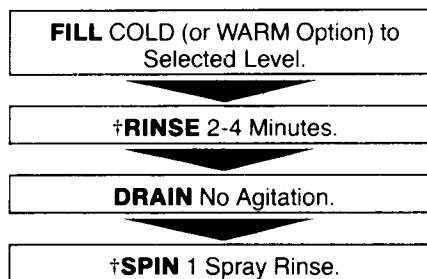 FILL COLD (or WARM Option) to
Selected Level.
†RINSE 2-4 Minutes.
DRAIN No Agitation.
†SPIN 1 Spray Rinse.